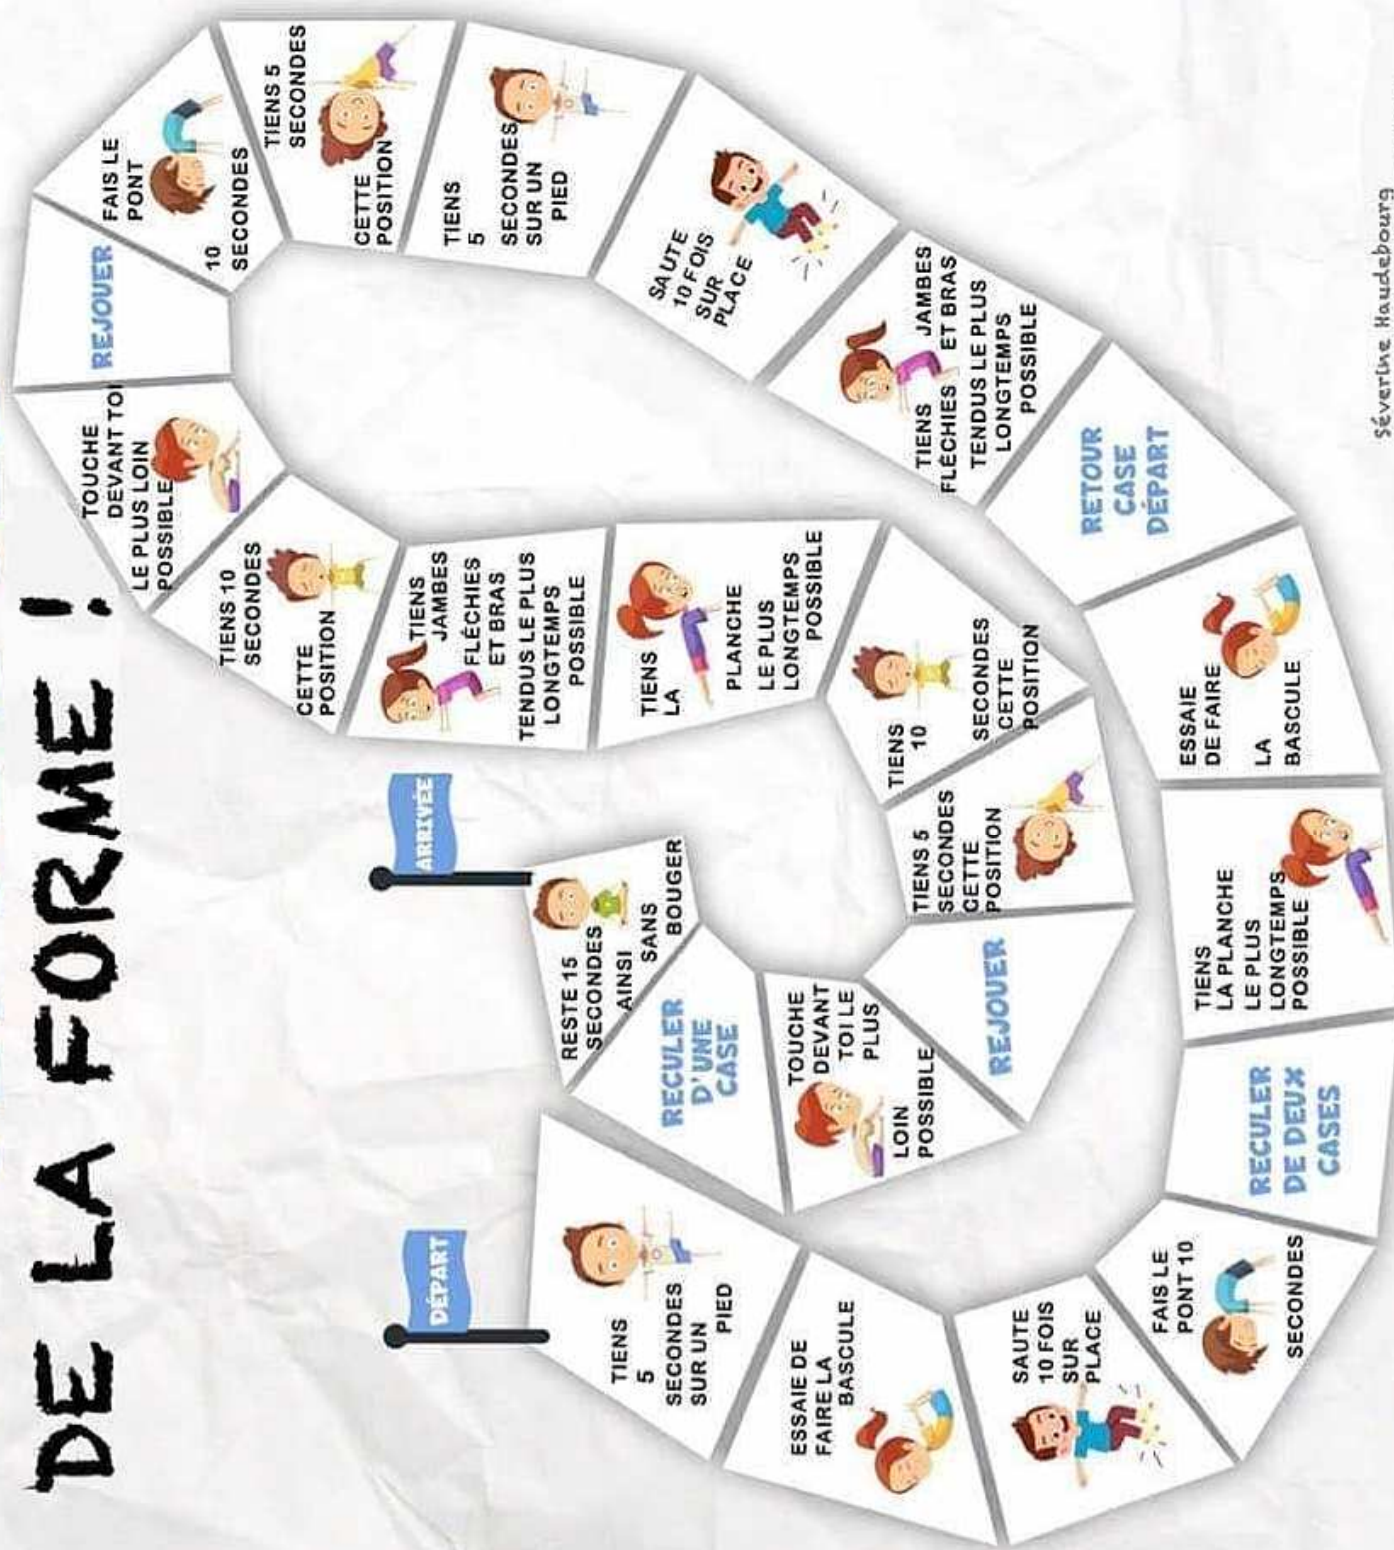 DE LA FORME !
DÉPART
TIENS
5
SECONDES
SUR UN
PIED
ESSAIE DE
FAIRE LA
BASCULE
SAUTE
10 FOIS
SUR
PLACE
FAIS LE
PONT 10
SECONDES
RECULER
DE DEUX
CASES
TIENS
LA PLANCHE
LE PLUS
LONGTEMPS
POSSIBLE
ESSAIE
DE FAIRE
LA
BASCULE
RETOUR
CASE
DÉPART
TIENS JAMBES
FLÉCHIES ET BRAS
TENDUS LE PLUS
LONGTEMPS
POSSIBLE
SAUTE
10 FOIS
SUR
PLACE
TIENS
5
SECONDES
SUR UN
PIED
TIENS 5
SECONDES
CETTE
POSITION
FAIS LE
PONT
10
SECONDES
REJOUER
TOUCHE
DEVANT TOI
LE PLUS LOIN
POSSIBLE
TIENS 10
SECONDES
CETTE
POSITION
TIENS
JAMBES
FLÉCHIES
ET BRAS
TENDUS LE PLUS
LONGTEMPS
POSSIBLE
TIENS
LA
PLANCHE
LE PLUS
LONGTEMPS
POSSIBLE
TIENS
10
SECONDES
CETTE
POSITION
TIENS 5
SECONDES
CETTE
POSITION
REJOUER
TOUCHE
DEVANT
TOI LE
PLUS
LOIN
POSSIBLE
RECULER
D'UNE
CASE
RESTE 15
SECONDES
AINSI
SANS
BOUGER
ARRIVÉE
Séverine Haudebourg